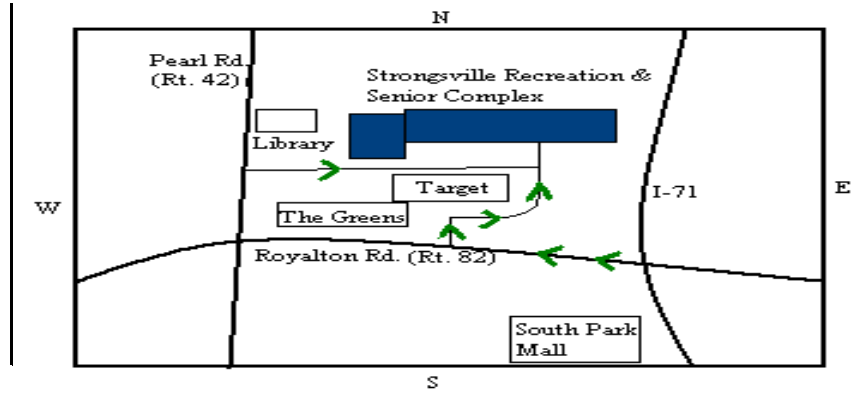 N
Pearl Rd.
(Rt. 42)
Strongsville Recreation &
Senior Complex
Library
Target
I-71
E
W
The Greens
Royalton Rd. (Rt. 82)
South Park
Mall
S